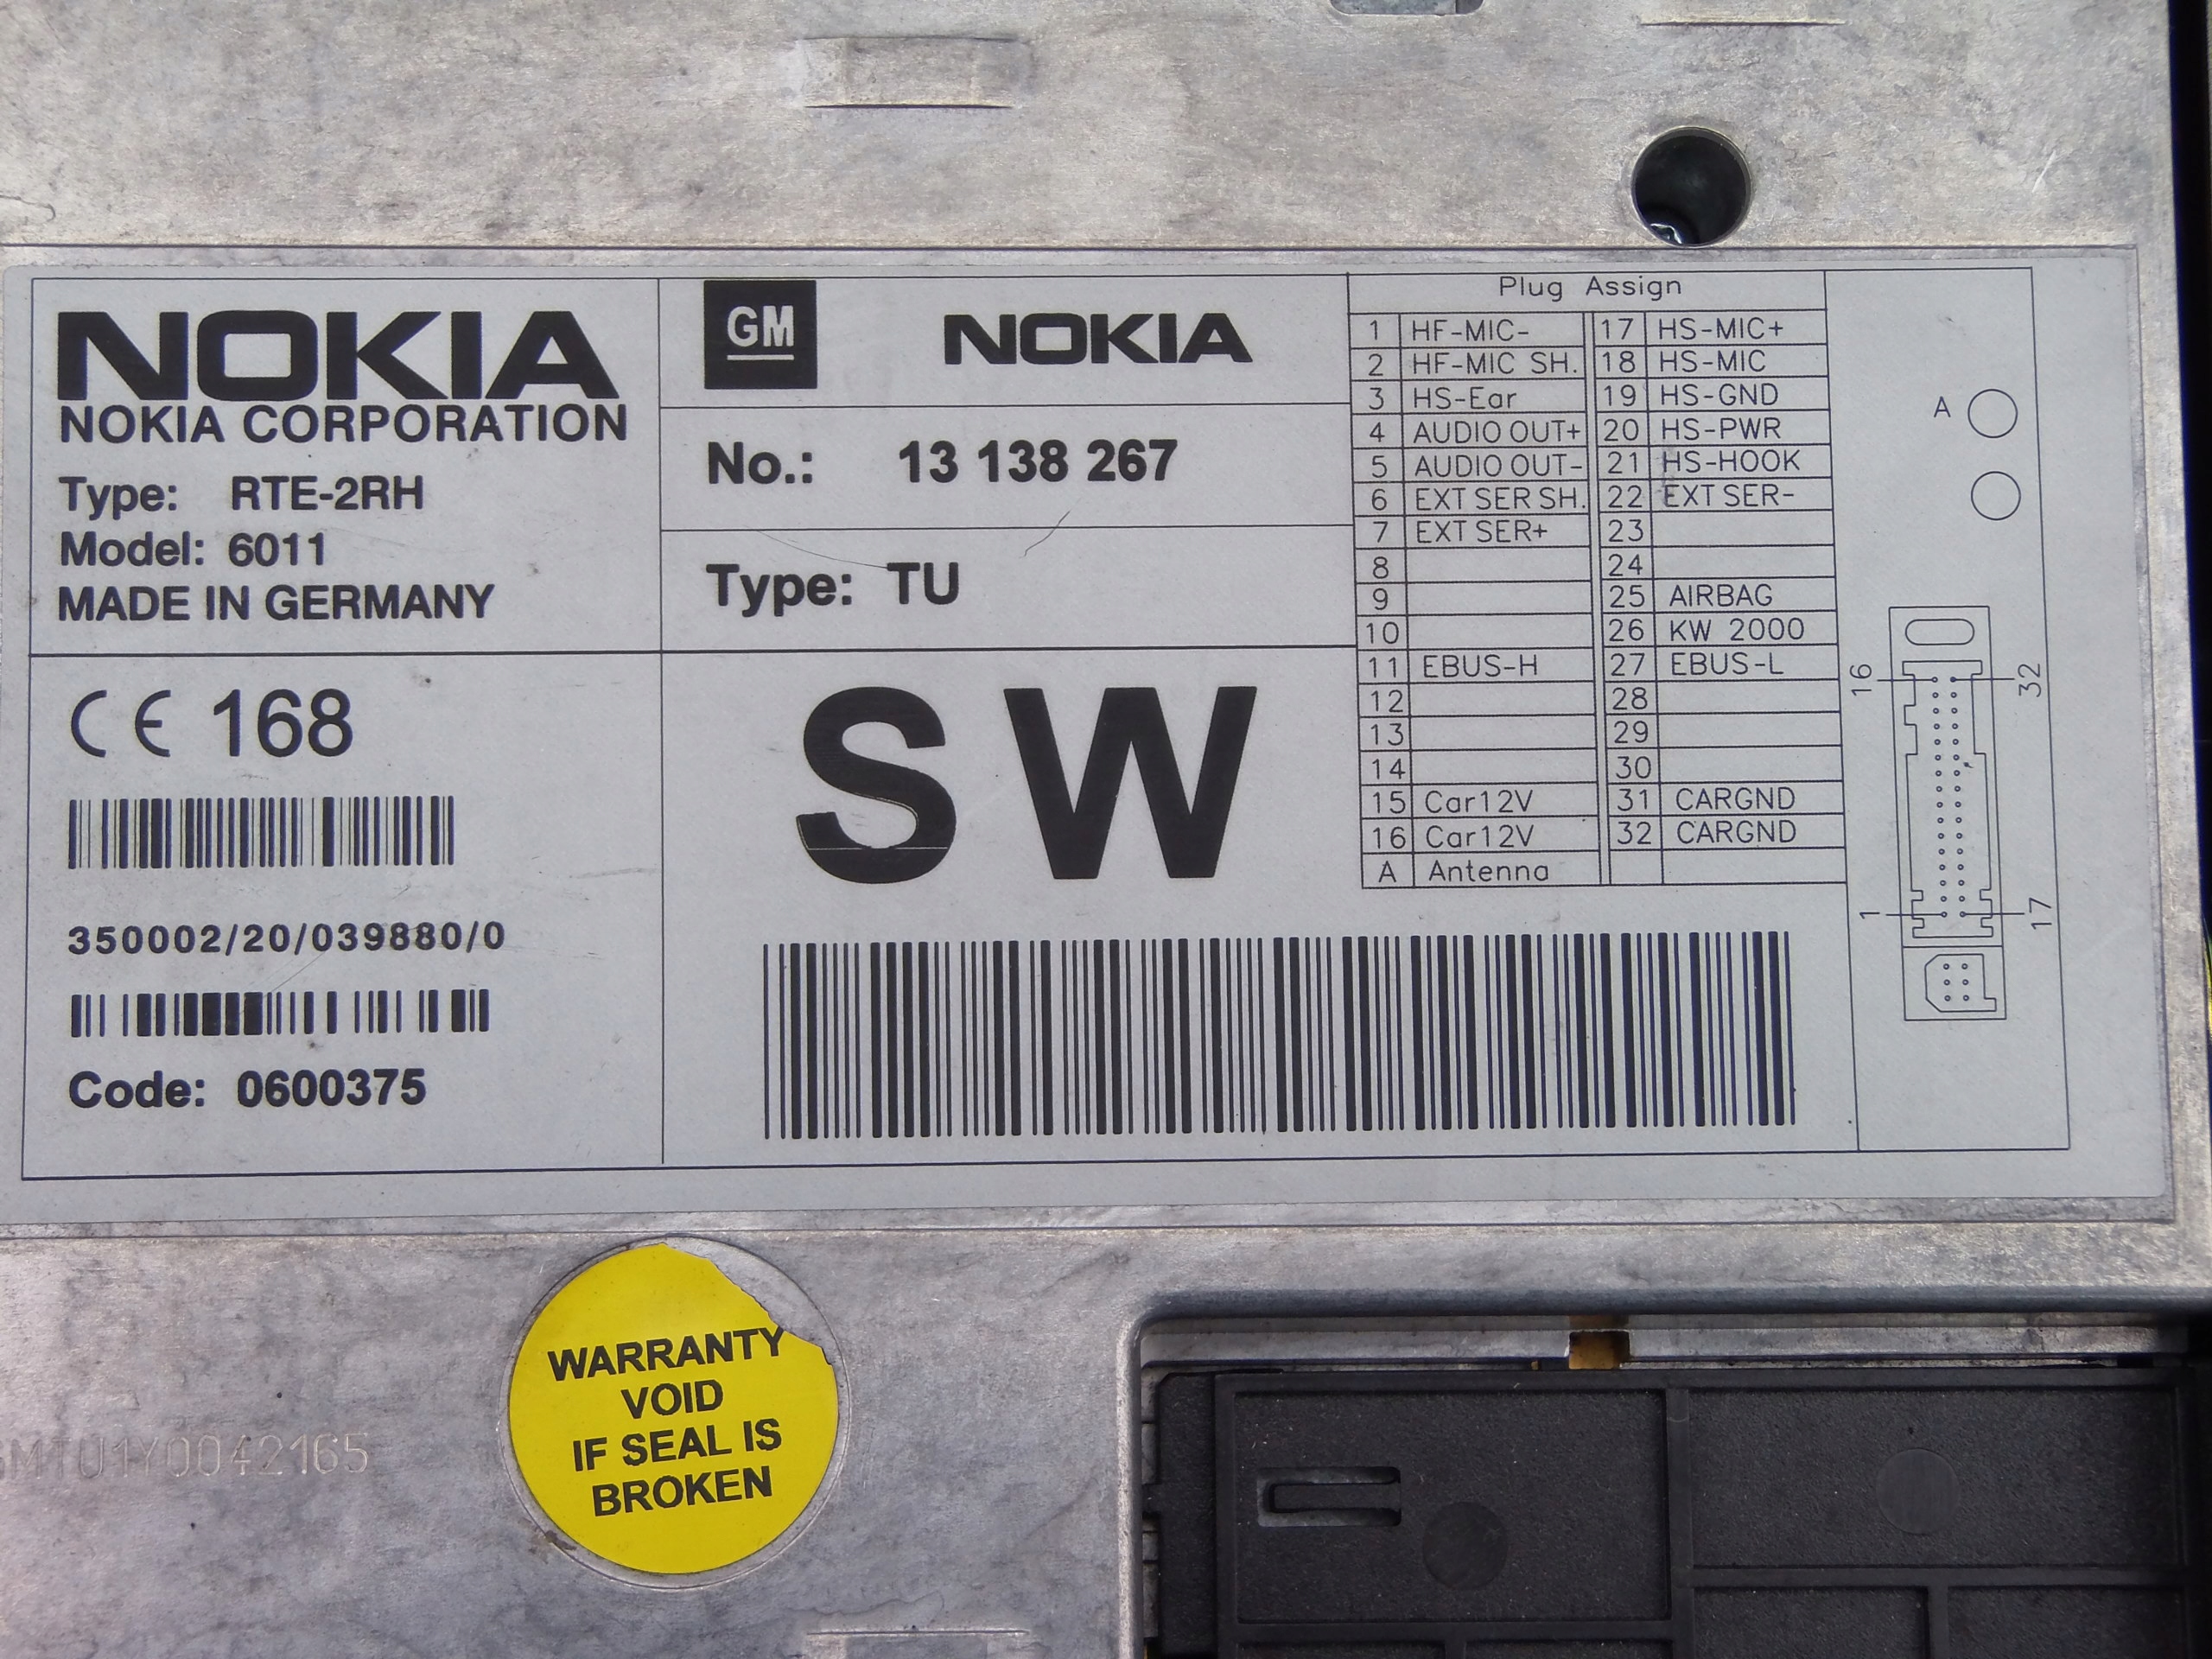 NOKIA
NOKIA CORPORATION
Type: RTE-2RH
Model: 6011
MADE IN GERMANY
CE 168
350002/20/039880/0
Code: 0600375
GM NOKIA
No.: 13 138 267
Type: TU
SW
Plug Assign
1 HF-MIC- 17 HS-MIC+
2 HF-MIC SH. 18 HS-MIC
3 HS-Ear 19 HS-GND
4 AUDIO OUT+ 20 HS-PWR
5 AUDIO OUT- 21 HS-HOOK
6 EXT SER SH. 22 EXT SER-
7 EXT SER+ 23
8 24
9 25 AIRBAG
10 26 KW 2000
11 EBUS-H 27 EBUS-L
12 28
13 29
14 30
15 Car12V 31 CARGND
16 Car12V 32 CARGND
A Antenna
A
16 32
1 17
WARRANTY
VOID
IF SEAL IS
BROKEN
MTU1Y0042165